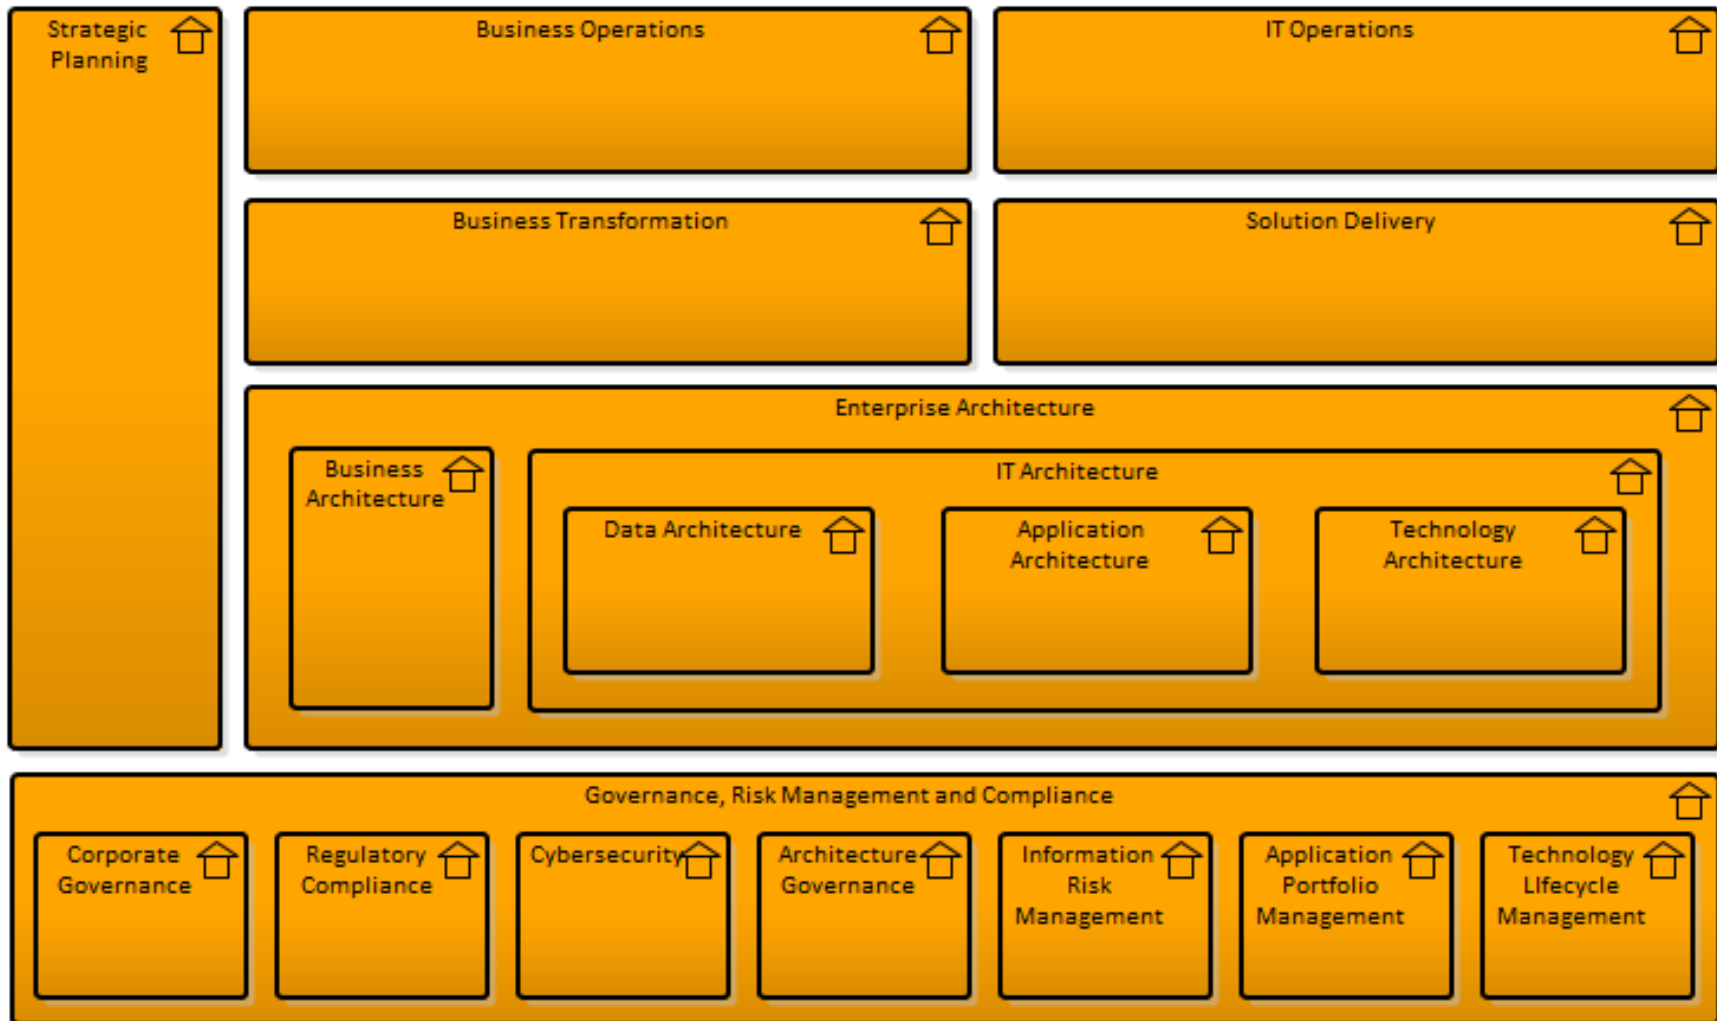 Strategic
Planning
Business Operations
IT Operations
Business Transformation
Solution Delivery
Enterprise Architecture
Business
Architecture
IT Architecture
Data Architecture
Application
Architecture
Technology
Architecture
Governance, Risk Management and Compliance
Corporate
Governance
Regulatory
Compliance
Cybersecurity
Architecture
Governance
Information
Risk
Management
Application
Portfolio
Management
Technology
LIfecycle
Management